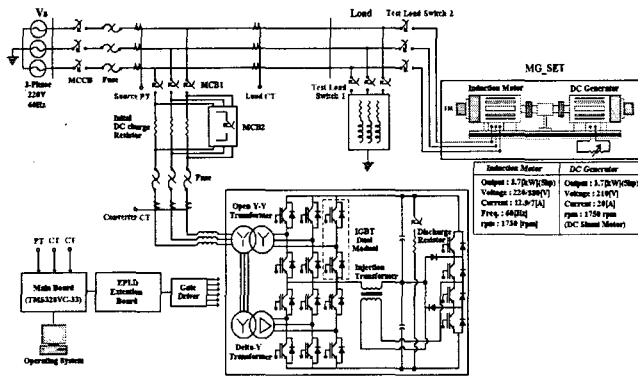 Vs
Load
Test Load Switch 2
3-Phase
220V
60Hz
MCCB
Fuse
Source PT
MCB1
Load CT
Test Load
Switch 1
MG_SET
Induction Motor
DC Generator
Initial
DC charge
Resistor
MCB2
Fuse
Converter CT
Induction Motor
Output : 3.7[kW](5hp)
Voltage : 220/380[V]
Current : 12.9/7[A]
Freq. : 60[Hz]
rpm : 1750 [rpm]
DC Generator
Output : 3.7[kW](5hp)
Voltage : 210[V]
Current : 20[A]
rpm : 1750 rpm
(DC Shunt Motor)
Open Y-Y
Transformer
IGBT
Dual
Modual
Discharge
Resistor
Injection
Transformer
Delta-Y
Transformer
PT CT CT
Main Board
(TMS320VC-33)
EPLD
Extention
Board
Gate
Driver
Operating System